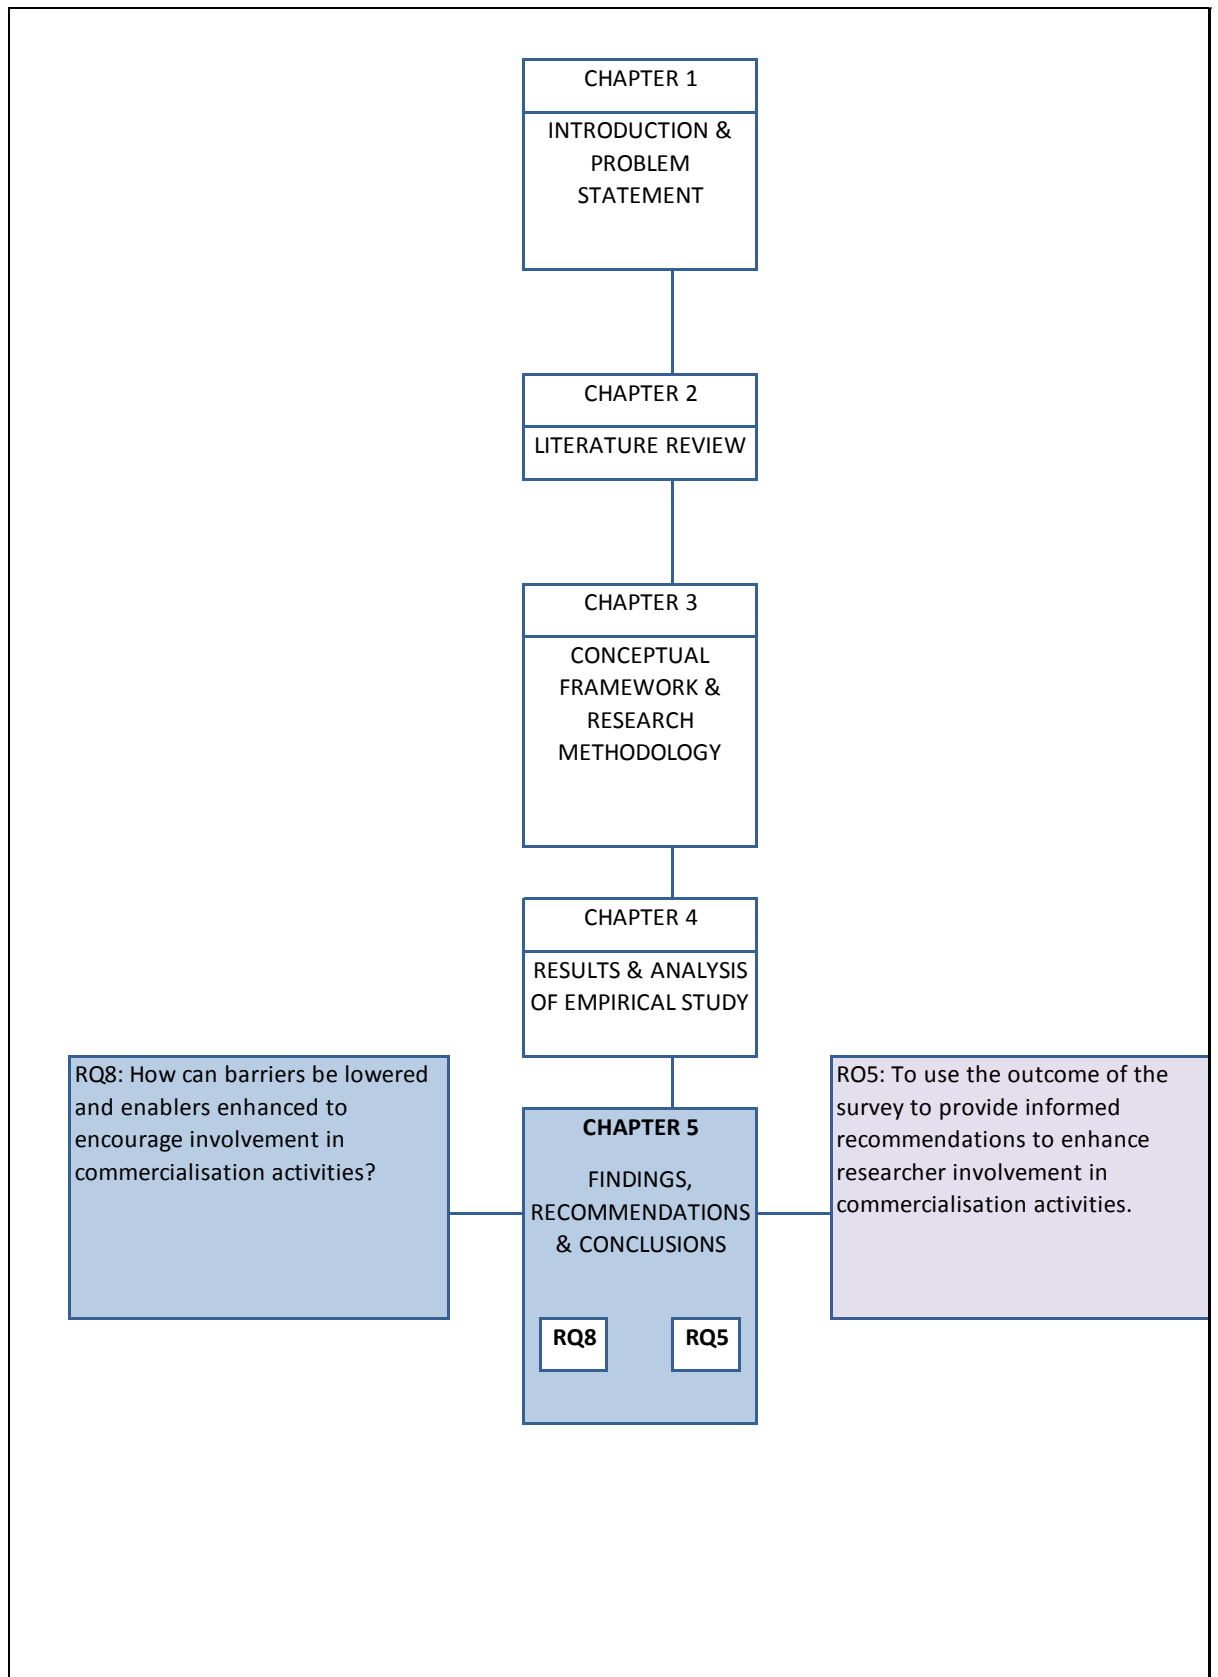 CHAPTER 1
INTRODUCTION &
PROBLEM
STATEMENT
CHAPTER 2
LITERATURE REVIEW
CHAPTER 3
CONCEPTUAL
FRAMEWORK &
RESEARCH
METHODOLOGY
CHAPTER 4
RESULTS & ANALYSIS
OF EMPIRICAL STUDY
RQ8: How can barriers be lowered
and enablers enhanced to
encourage involvement in
commercialisation activities?
CHAPTER 5
FINDINGS,
RECOMMENDATIONS
& CONCLUSIONS
RQ8
RQ5
RO5: To use the outcome of the
survey to provide informed
recommendations to enhance
researcher involvement in
commercialisation activities.